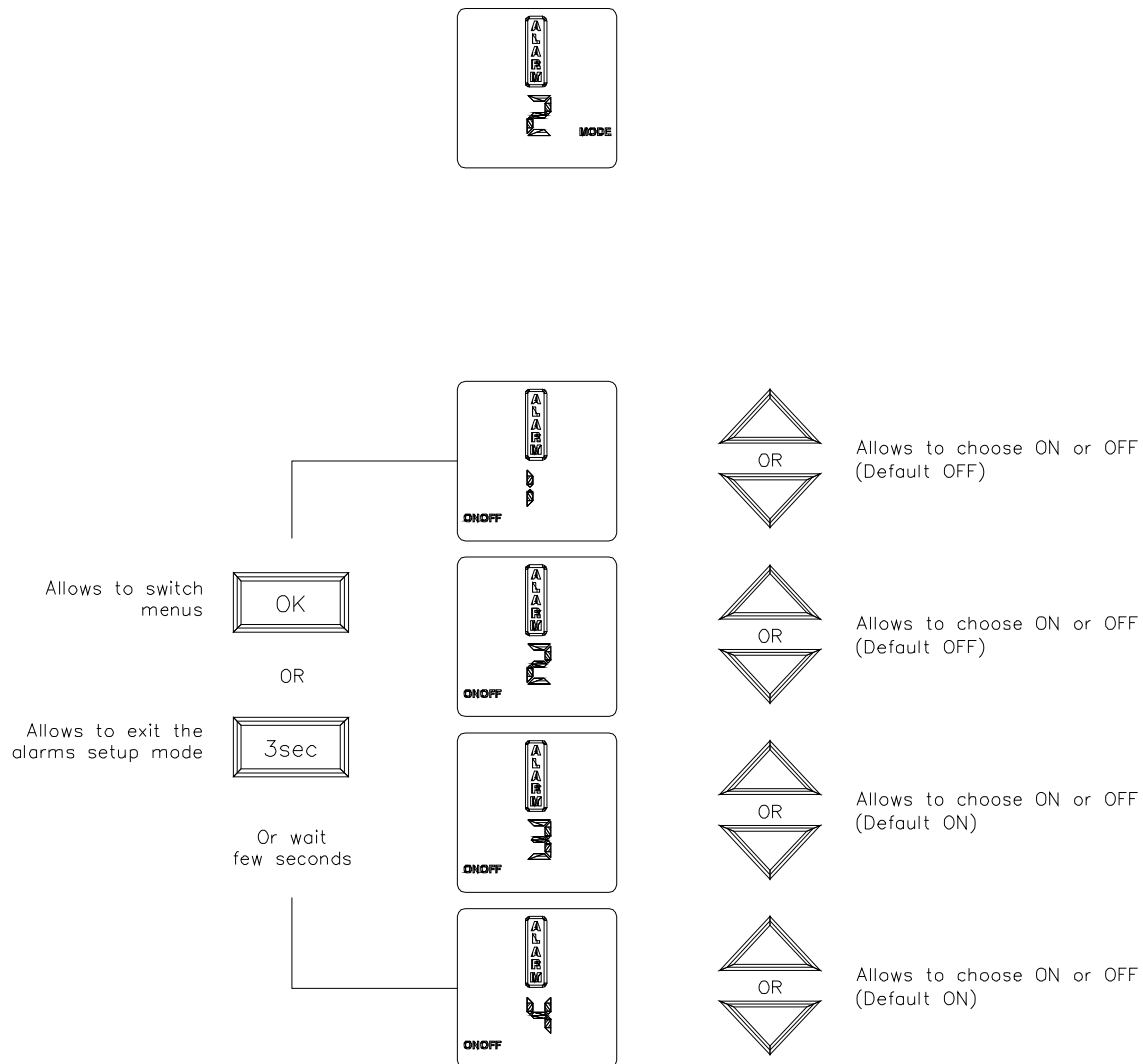 ALARM
2
MODE
ALARM
1
ONOFF
OR
Allows to choose ON or OFF
(Default OFF)
Allows to switch
menus
OK
OR
Allows to exit the
alarms setup mode
3sec
Or wait
few seconds
ALARM
2
ONOFF
OR
Allows to choose ON or OFF
(Default OFF)
ALARM
3
ONOFF
OR
Allows to choose ON or OFF
(Default ON)
ALARM
4
ONOFF
OR
Allows to choose ON or OFF
(Default ON)